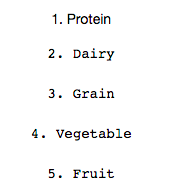 1. Protein
2. Dairy
3. Grain
4. Vegetable
5. Fruit